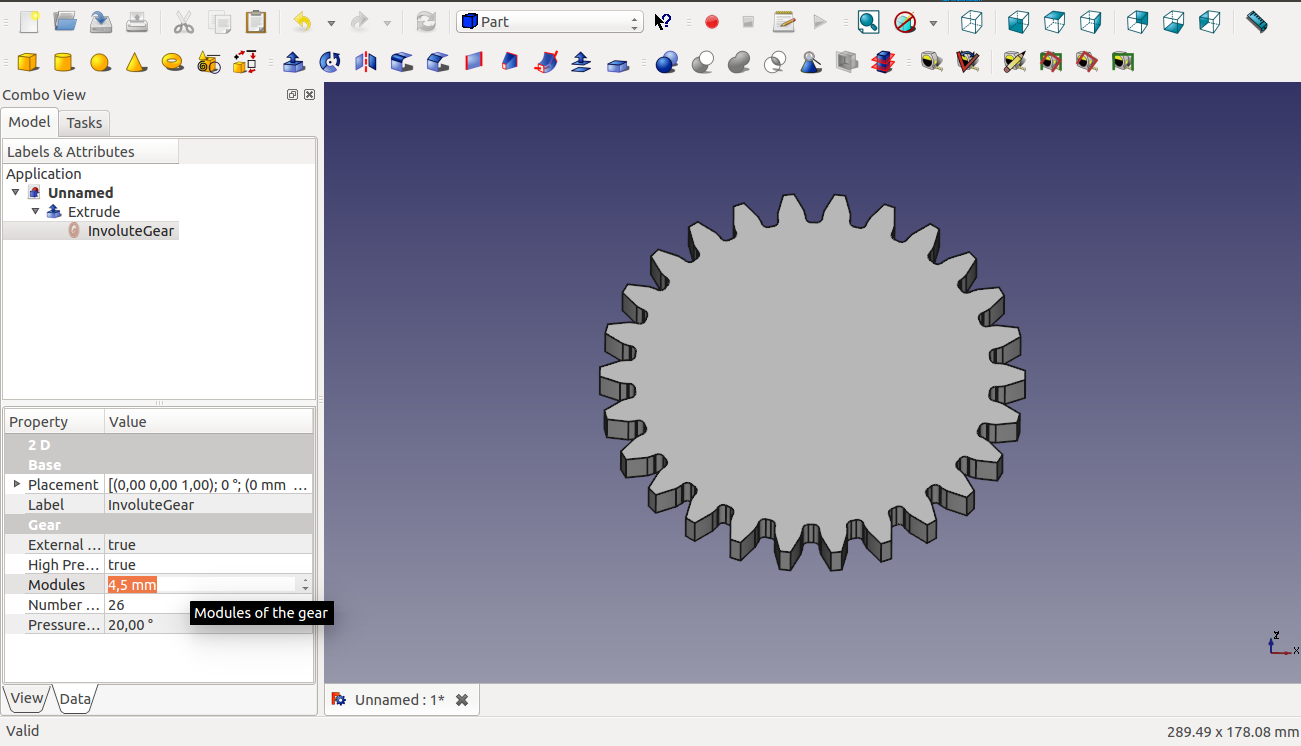 Part
Combo View
Model
Tasks
Labels & Attributes
Application
Unnamed
Extrude
InvoluteGear
Property Value
2 D
Base
Placement [(0,00 0,00 1,00); 0 °; (0 mm ...
Label InvoluteGear
Gear
External ... true
High Pre... true
Modules 4,5 mm
Number ... 26
Modules of the gear
Pressure... 20,00 °
View
Data
Unnamed : 1*
Z
X
Valid
289.49 x 178.08 mm